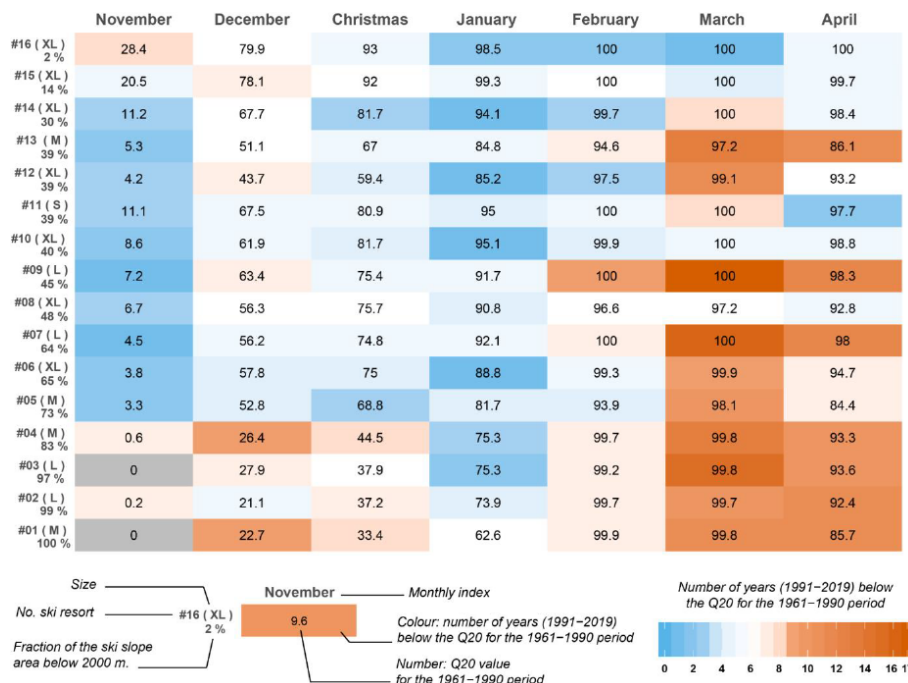 November December Christmas January February March April
#16 ( XL ) 28.4 79.9 93 98.5 100 100 100
2 %
#15 ( XL ) 20.5 78.1 92 99.3 100 100 99.7
14 %
#14 ( XL ) 11.2 67.7 81.7 94.1 99.7 100 98.4
30 %
#13 ( M ) 5.3 51.1 67 84.8 94.6 97.2 86.1
39 %
#12 ( XL ) 4.2 43.7 59.4 85.2 97.5 99.1 93.2
39 %
#11 ( S ) 11.1 67.5 80.9 95 100 100 97.7
39 %
#10 ( XL ) 8.6 61.9 81.7 95.1 99.9 100 98.8
40 %
#09 ( L ) 7.2 63.4 75.4 91.7 100 100 98.3
45 %
#08 ( XL ) 6.7 56.3 75.7 90.8 96.6 97.2 92.8
48 %
#07 ( L ) 4.5 56.2 74.8 92.1 100 100 98
64 %
#06 ( XL ) 3.8 57.8 75 88.8 99.3 99.9 94.7
65 %
#05 ( M ) 3.3 52.8 68.8 81.7 93.9 98.1 84.4
73 %
#04 ( M ) 0.6 26.4 44.5 75.3 99.7 99.8 93.3
83 %
#03 ( L ) 0 27.9 37.9 75.3 99.2 99.8 93.6
97 %
#02 ( L ) 0.2 21.1 37.2 73.9 99.7 99.7 92.4
99 %
#01 ( M ) 0 22.7 33.4 62.6 99.9 99.8 85.7
100 %
Size
No. ski resort
Fraction of the ski slope
area below 2000 m.
#16 ( XL )
2 %
November
9.6
Monthly index
Colour: number of years (1991−2019)
below the Q20 for the 1961−1990 period
Number: Q20 value
for the 1961−1990 period
Number of years (1991−2019) below
the Q20 for the 1961−1990 period
0 2 4 6 8 10 12 14 16 17